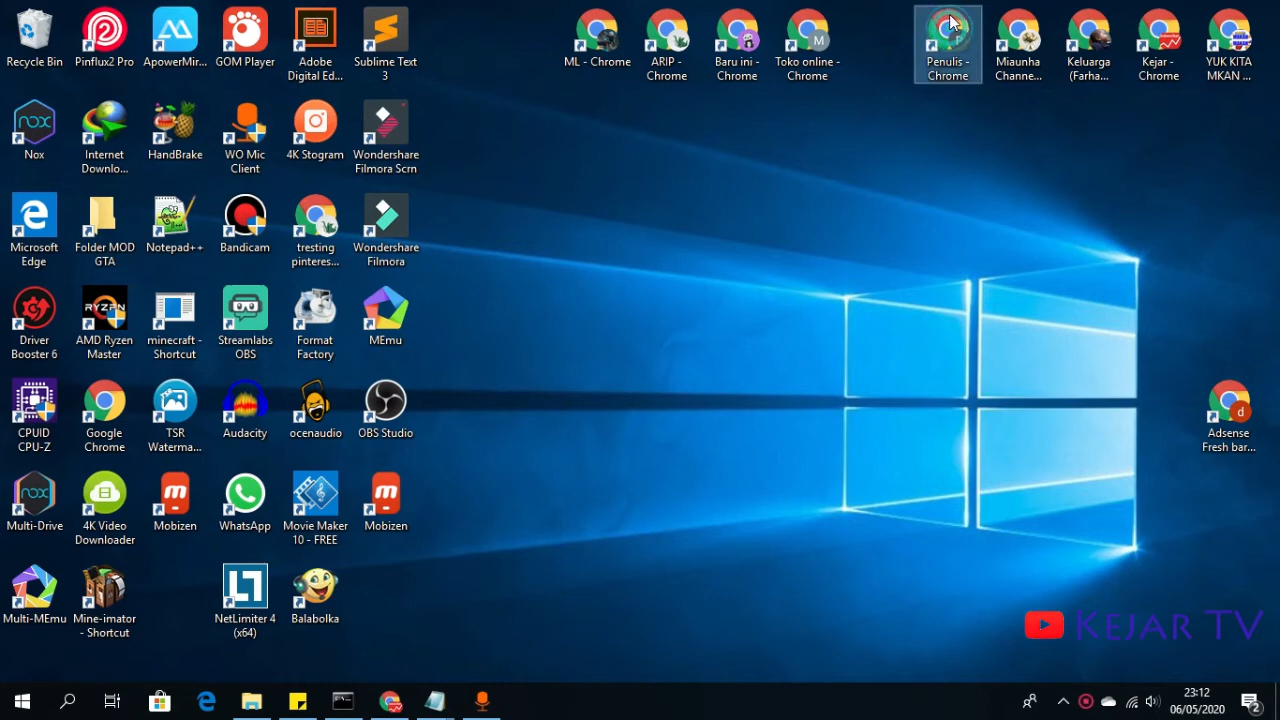 Recycle Bin
Pinflux2 Pro
ApowerMir...
GOM Player
Adobe
Digital Ed...
Sublime Text
3
ML - Chrome
ARIP -
Chrome
Baru ini -
Chrome
Toko online -
Chrome
Penulis -
Chrome
Miaunha
Channe...
Keluarga
(Farha...
Kejar -
Chrome
YUK KITA
MKAN ...
Nox
Internet
Downlo...
HandBrake
WO Mic
Client
4K Stogram
Wondershare
Filmora Scrn
Microsoft
Edge
Folder MOD
GTA
Notepad++
Bandicam
tresting
pinteres...
Wondershare
Filmora
Driver
Booster 6
RYZEN
AMD Ryzen
Master
minecraft -
Shortcut
Streamlabs
OBS
Format
Factory
MEmu
CPUID
CPU-Z
Google
Chrome
TSR
Waterma...
Audacity
ocenaudio
OBS Studio
Adsense
Fresh bar...
Multi-Drive
4K Video
Downloader
Mobizen
WhatsApp
Movie Maker
10 - FREE
Mobizen
Multi-MEmu
Mine-imator
- Shortcut
NetLimiter 4
(x64)
Balabolka
Kejar TV
23:12
06/05/2020
2